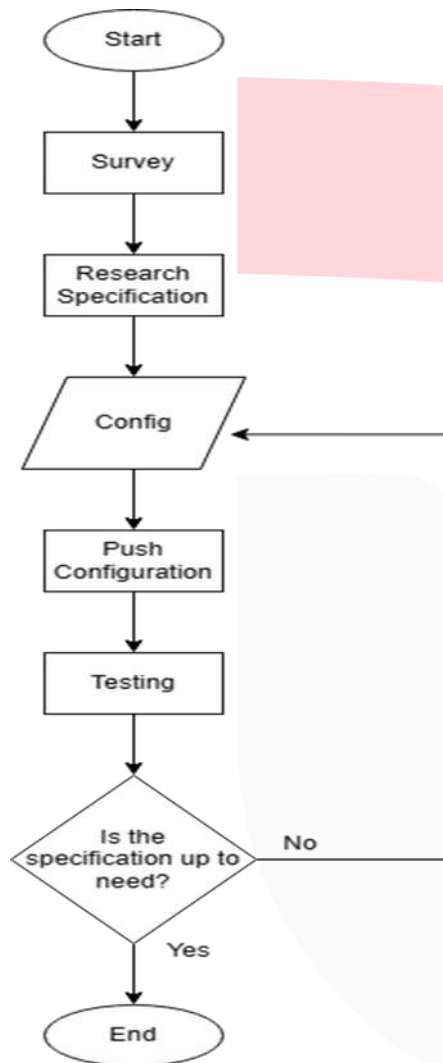 Start
Survey
Research
Specification
Config
Push
Configuration
Testing
Is the
specification up to
need?
No
Yes
End